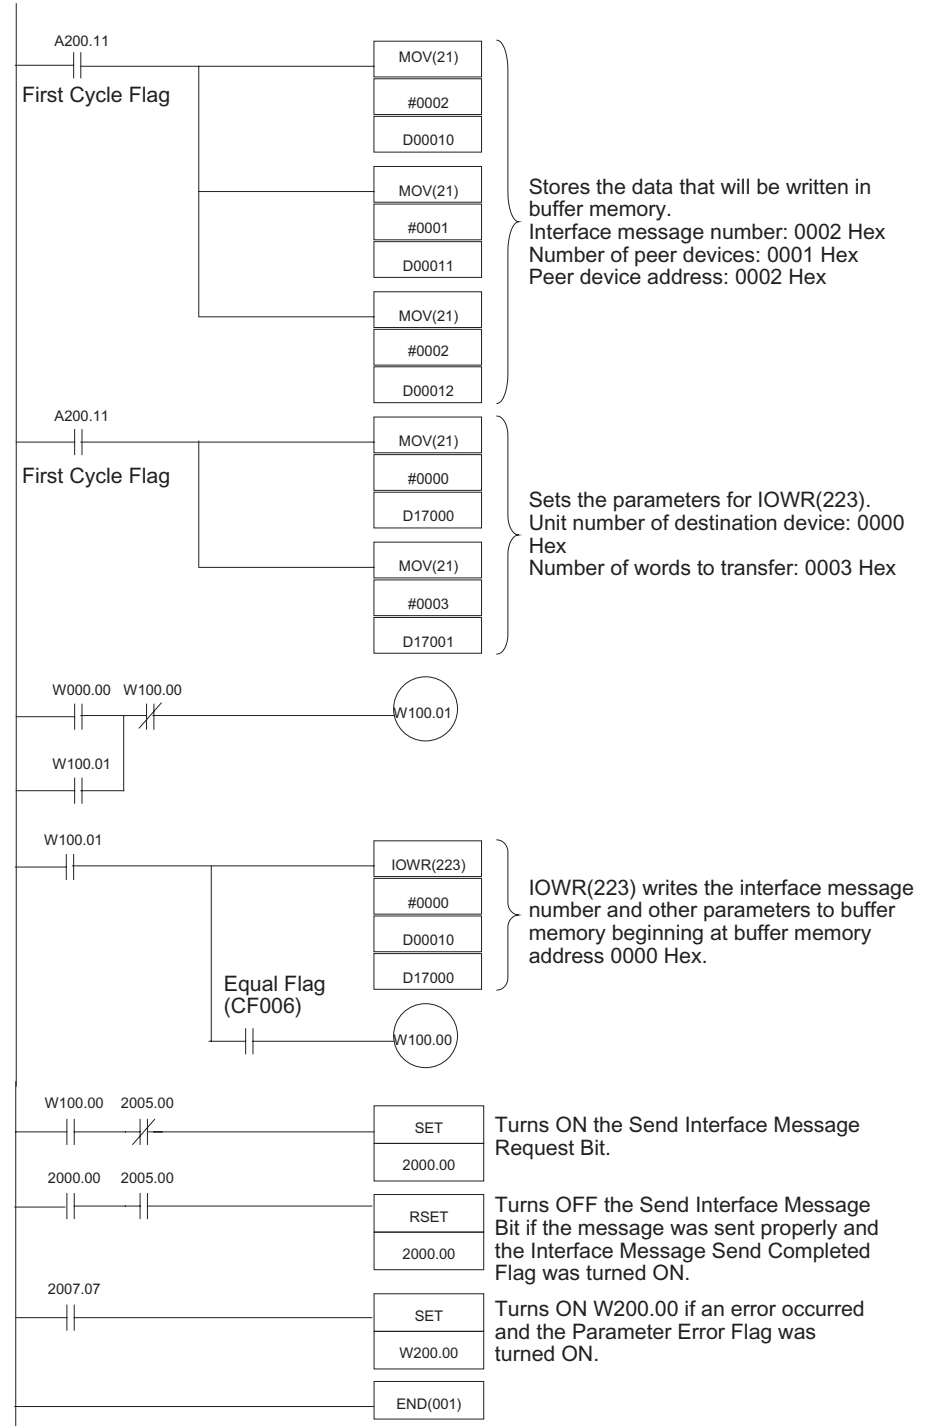 A200.11
First Cycle Flag
MOV(21)
#0002
D00010
MOV(21)
#0001
D00011
MOV(21)
#0002
D00012
Stores the data that will be written in
buffer memory.
Interface message number: 0002 Hex
Number of peer devices: 0001 Hex
Peer device address: 0002 Hex
A200.11
First Cycle Flag
MOV(21)
#0000
D17000
MOV(21)
#0003
D17001
Sets the parameters for IOWR(223).
Unit number of destination device: 0000
Hex
Number of words to transfer: 0003 Hex
W000.00 W100.00
W100.01
W100.01
W100.01
IOWR(223)
#0000
D00010
D17000
IOWR(223) writes the interface message
number and other parameters to buffer
memory beginning at buffer memory
address 0000 Hex.
Equal Flag
(CF006)
W100.00
W100.00 2005.00
SET
2000.00
Turns ON the Send Interface Message
Request Bit.
2000.00 2005.00
RSET
2000.00
Turns OFF the Send Interface Message
Bit if the message was sent properly and
the Interface Message Send Completed
Flag was turned ON.
2007.07
SET
W200.00
Turns ON W200.00 if an error occurred
and the Parameter Error Flag was
turned ON.
END(001)